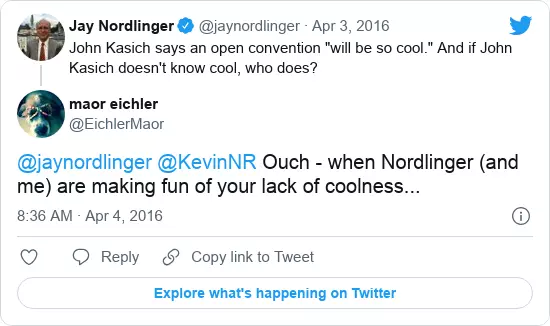 Jay Nordlinger @jaynordlinger · Apr 3, 2016
John Kasich says an open convention "will be so cool." And if John
Kasich doesn't know cool, who does?
maor eichler
@EichlerMaor
@jaynordlinger @KevinNR Ouch - when Nordlinger (and
me) are making fun of your lack of coolness...
8:36 AM · Apr 4, 2016
Reply Copy link to Tweet
Explore what's happening on Twitter